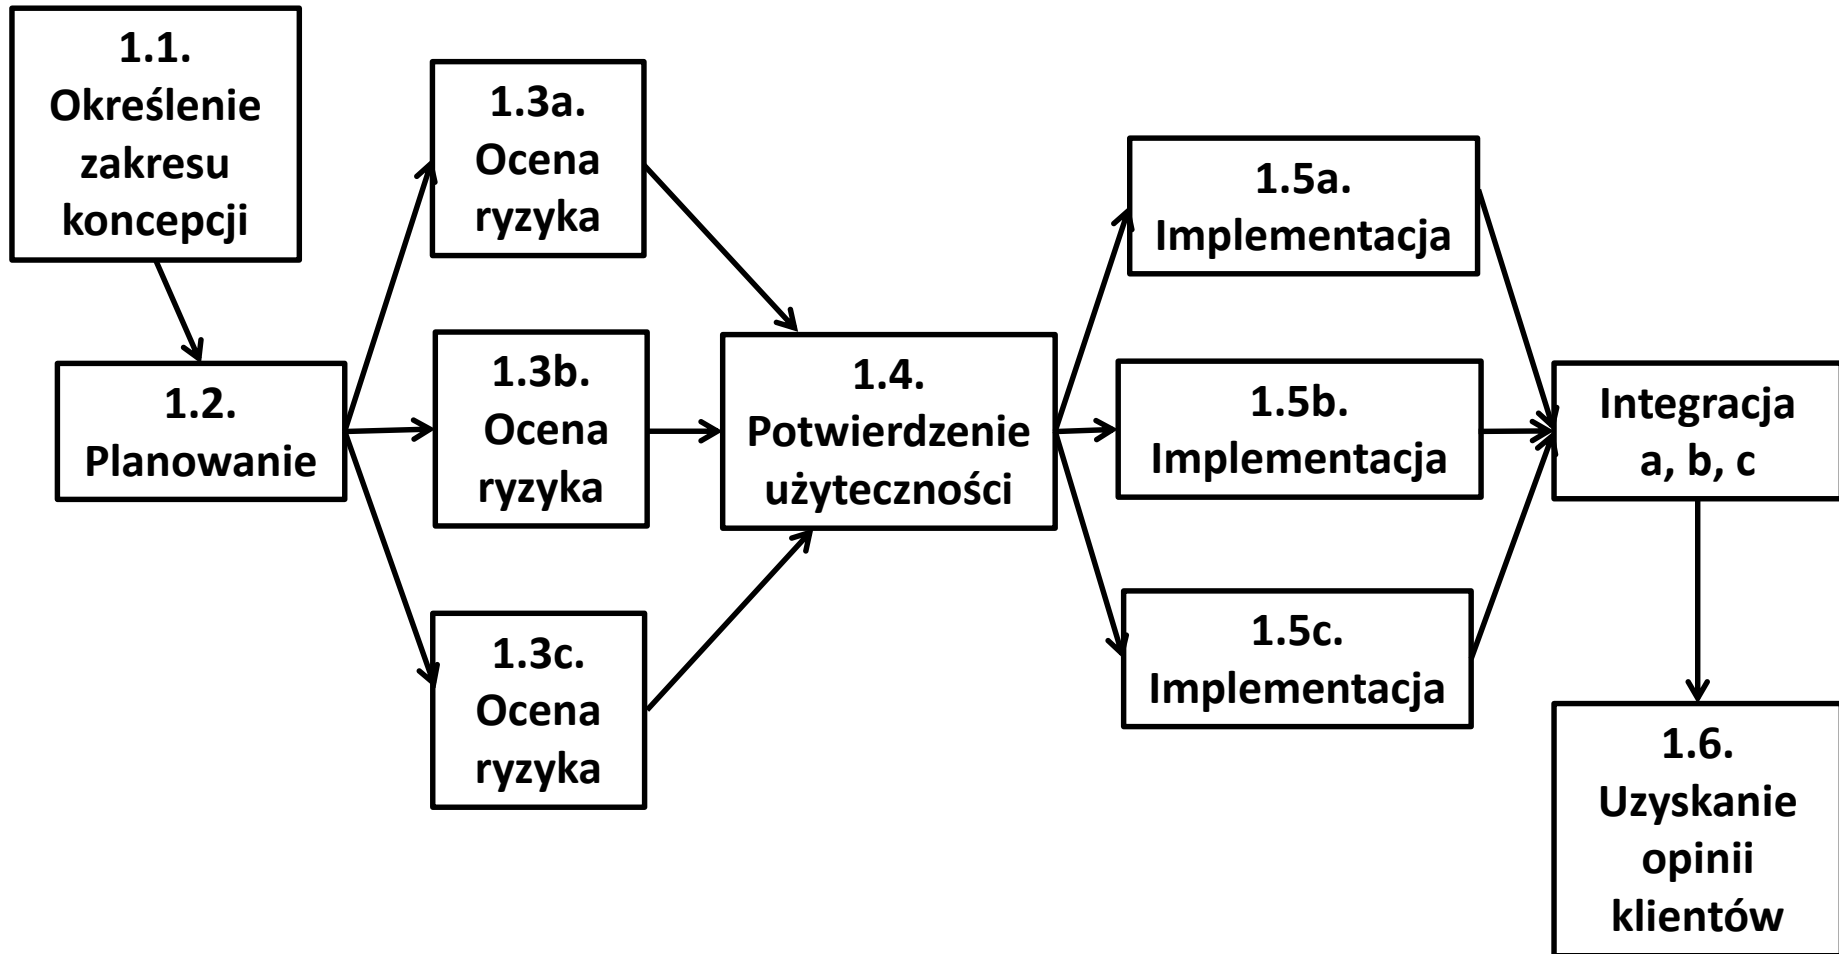 1.1.
Określenie
zakresu
koncepcji
1.2.
Planowanie
1.3a.
Ocena
ryzyka
1.3b.
Ocena
ryzyka
1.3c.
Ocena
ryzyka
1.4.
Potwierdzenie
użyteczności
1.5a.
Implementacja
1.5b.
Implementacja
1.5c.
Implementacja
Integracja
a, b, c
1.6.
Uzyskanie
opinii
klientów